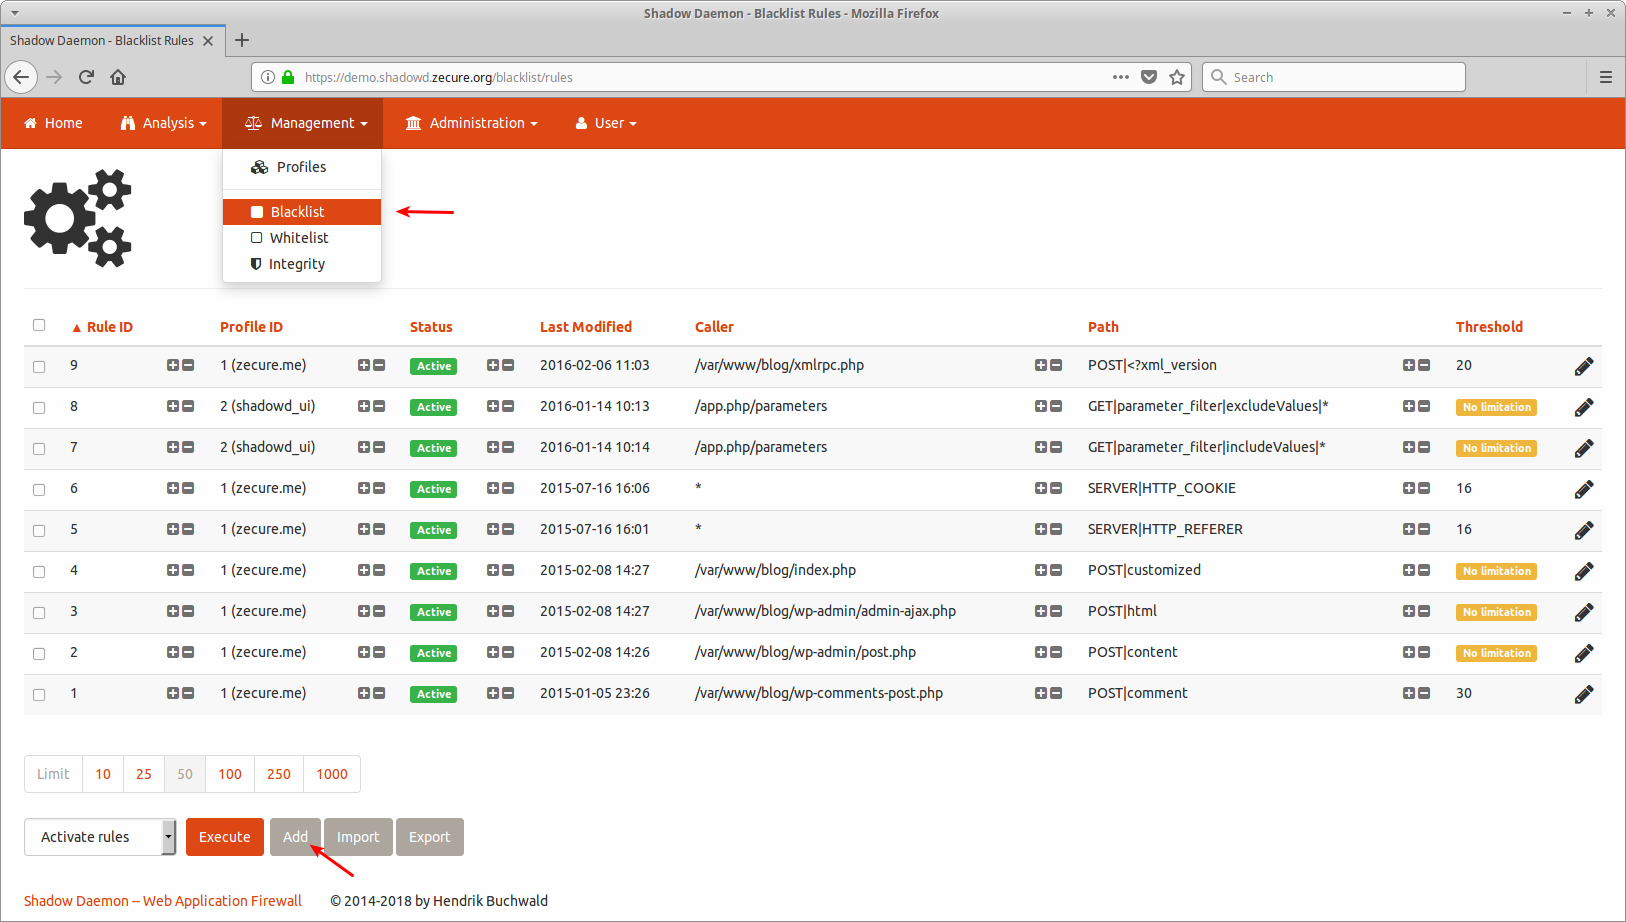 Shadow Daemon - Blacklist Rules - Mozilla Firefox
Shadow Daemon - Blacklist Rules
https://demo.shadowd.zecure.org/blacklist/rules
Search
Home Analysis Management Administration User
Profiles
Blacklist
Whitelist
Integrity
▲ Rule ID Profile ID Status Last Modified Caller Path Threshold
9 1 (zecure.me) Active 2016-02-06 11:03 /var/www/blog/xmlrpc.php POST|<?xml_version 20
8 2 (shadowd_ui) Active 2016-01-14 10:13 /app.php/parameters GET|parameter_filter|excludeValues|* No limitation
7 2 (shadowd_ui) Active 2016-01-14 10:14 /app.php/parameters GET|parameter_filter|includeValues|* No limitation
6 1 (zecure.me) Active 2015-07-16 16:06 * SERVER|HTTP_COOKIE 16
5 1 (zecure.me) Active 2015-07-16 16:01 * SERVER|HTTP_REFERER 16
4 1 (zecure.me) Active 2015-02-08 14:27 /var/www/blog/index.php POST|customized No limitation
3 1 (zecure.me) Active 2015-02-08 14:27 /var/www/blog/wp-admin/admin-ajax.php POST|html No limitation
2 1 (zecure.me) Active 2015-02-08 14:26 /var/www/blog/wp-admin/post.php POST|content No limitation
1 1 (zecure.me) Active 2015-01-05 23:26 /var/www/blog/wp-comments-post.php POST|comment 30
Limit 10 25 50 100 250 1000
Activate rules Execute Add Import Export
Shadow Daemon — Web Application Firewall © 2014-2018 by Hendrik Buchwald